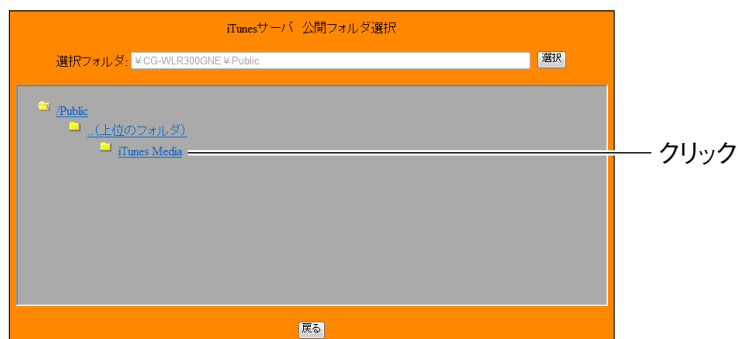 iTunesサーバ 公開フォルダ選択
選択フォルダ: ¥CG-WLR300GNE¥Public 選択
/Public
..(上位のフォルダ)
iTunes Media クリック
戻る